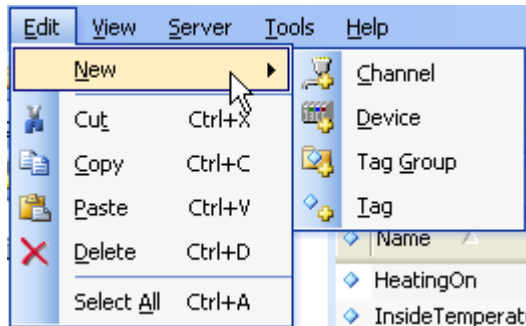 Edit View Server Tools Help
New Channel
Cut Ctrl+X Device
Copy Ctrl+C Tag Group
Paste Ctrl+V Tag
Delete Ctrl+D Name
HeatingOn
Select All Ctrl+A InsideTemperat